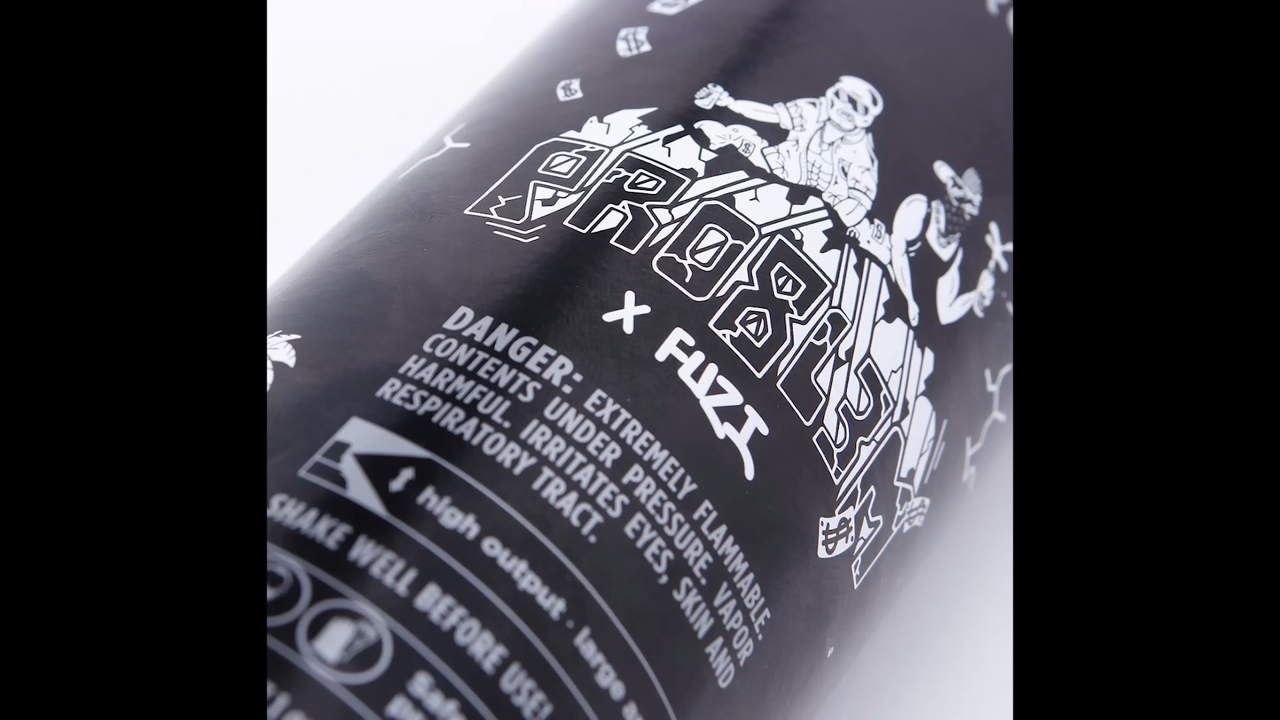 x FUZI
DANGER: EXTREMELY FLAMMABLE.
CONTENTS UNDER PRESSURE. VAPOR
HARMFUL. IRRITATES EYES, SKIN AND
RESPIRATORY TRACT.
high output · large
SHAKE WELL BEFORE USE!